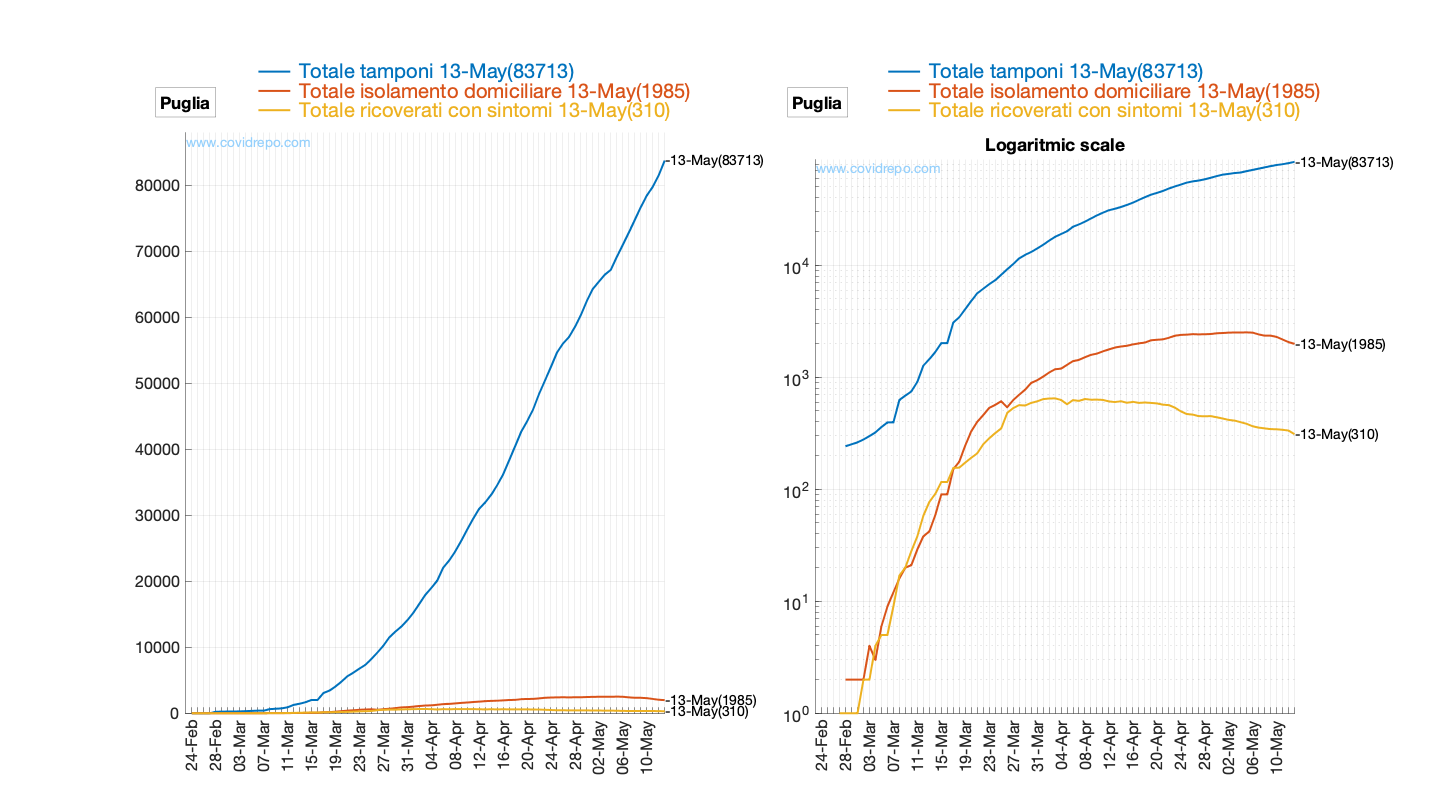 Totale tamponi 13-May(83713)
Totale isolamento domiciliare 13-May(1985)
Totale ricoverati con sintomi 13-May(310)
Puglia
www.covidrepo.com
13-May(83713)
80000
70000
60000
50000
40000
30000
20000
10000
0
13-May(1985)
13-May(310)
24-Feb
28-Feb
03-Mar
07-Mar
11-Mar
15-Mar
19-Mar
23-Mar
27-Mar
31-Mar
04-Apr
08-Apr
12-Apr
16-Apr
20-Apr
24-Apr
28-Apr
02-May
06-May
10-May
Totale tamponi 13-May(83713)
Totale isolamento domiciliare 13-May(1985)
Totale ricoverati con sintomi 13-May(310)
Puglia
Logaritmic scale
www.covidrepo.com
13-May(83713)
10^4
10^3
10^2
10^1
10^0
13-May(1985)
13-May(310)
24-Feb
28-Feb
03-Mar
07-Mar
11-Mar
15-Mar
19-Mar
23-Mar
27-Mar
31-Mar
04-Apr
08-Apr
12-Apr
16-Apr
20-Apr
24-Apr
28-Apr
02-May
06-May
10-May